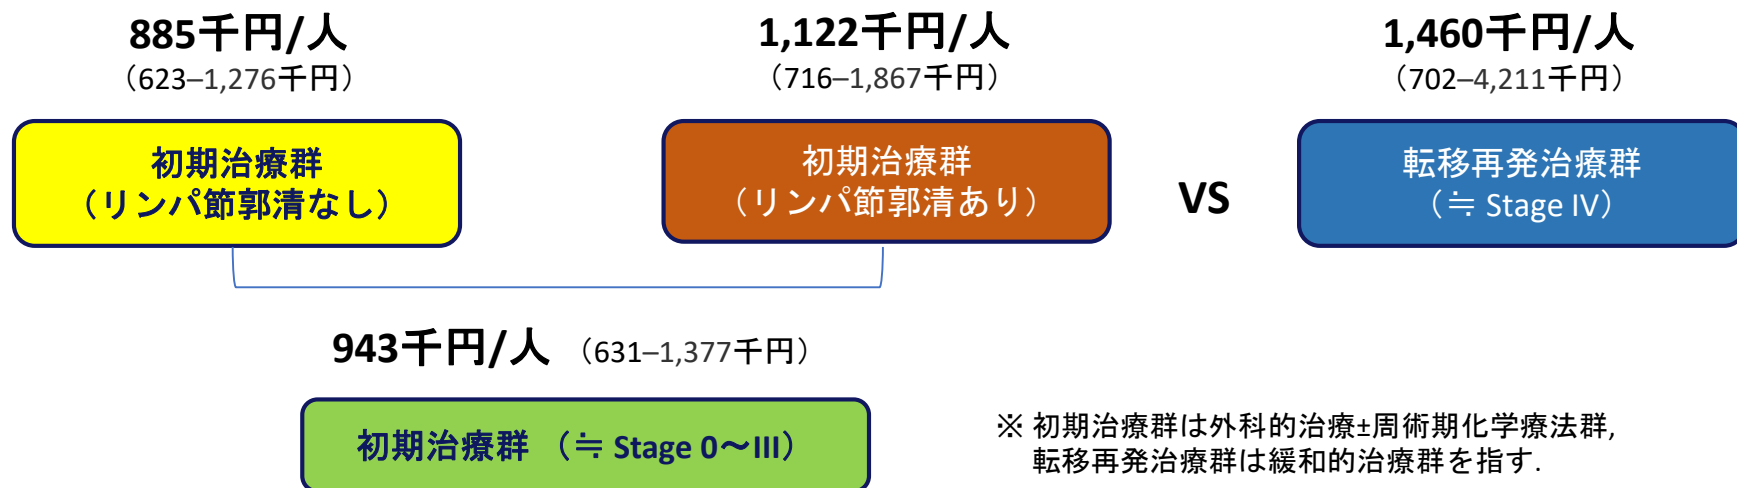 885千円/人
（623–1,276千円）
初期治療群
（リンパ節郭清なし）
1,122千円/人
（716–1,867千円）
初期治療群
（リンパ節郭清あり）
VS
1,460千円/人
（702–4,211千円）
転移再発治療群
（≒ Stage IV）
943千円/人 （631–1,377千円）
初期治療群 （≒ Stage 0～III）
※ 初期治療群は外科的治療±周術期化学療法群,
転移再発治療群は緩和的治療群を指す.